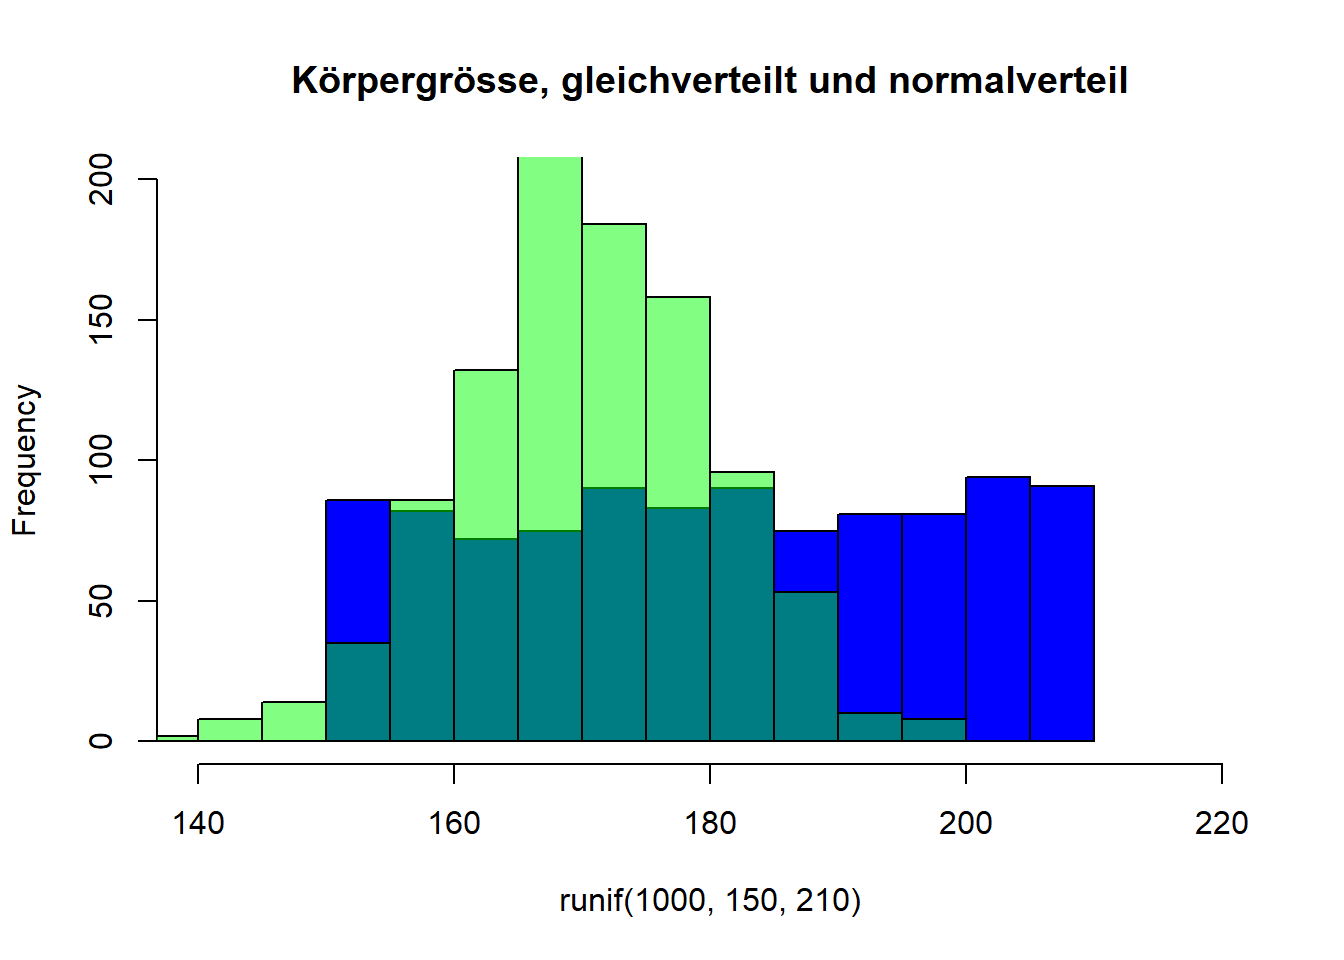 Körpergrösse, gleichverteilt und normalverteil
Frequency
200
150
100
50
0
140 160 180 200 220
runif(1000, 150, 210)